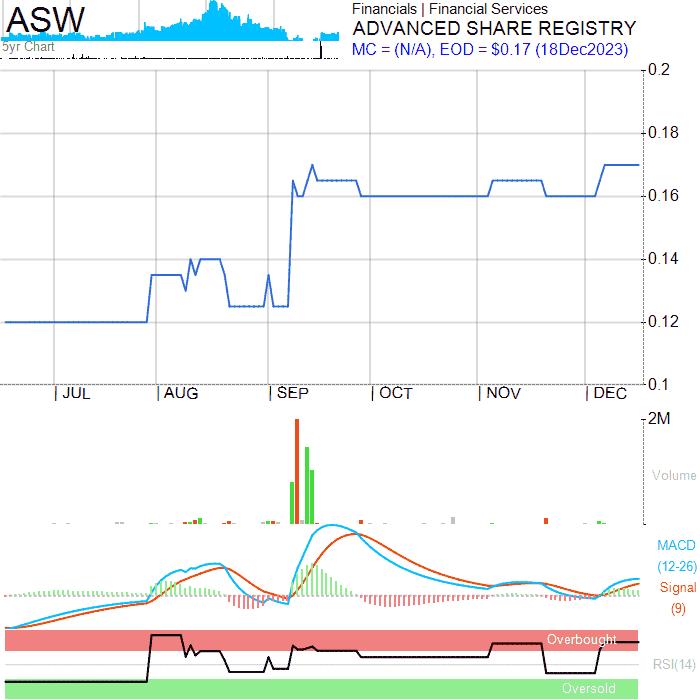 ASW
5yr Chart
Financials | Financial Services
ADVANCED SHARE REGISTRY
MC = (N/A), EOD = $0.17 (18Dec2023)
0.2
0.18
0.16
0.14
0.12
0.1
JUL AUG SEP OCT NOV DEC
2M
Volume
MACD
(12-26)
Signal
(9)
Overbought
RSI(14)
Oversold